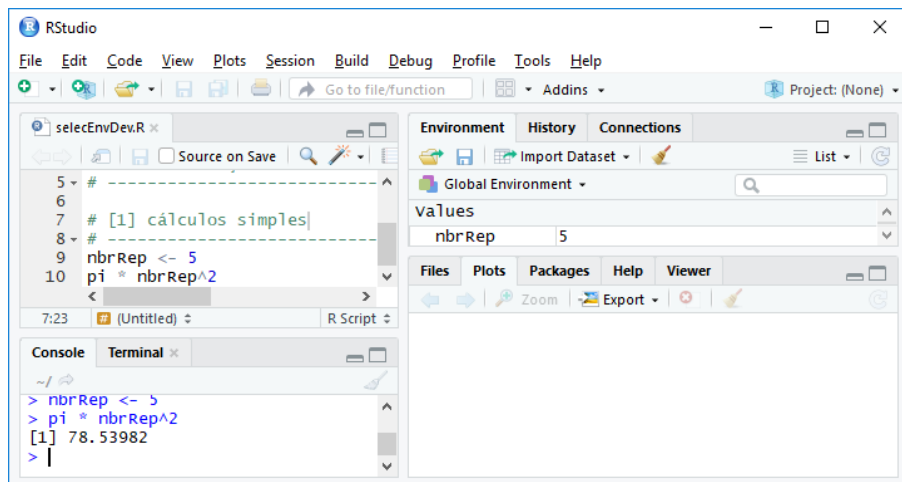 RStudio
File Edit Code View Plots Session Build Debug Profile Tools Help
Go to file/function Addins Project: (None)
selecEnvDev.R
Source on Save
5 # ---------------------------
6
7 # [1] cálculos simples
8 # ---------------------------
9 nbrRep <- 5
10 pi * nbrRep^2
7:23 # (Untitled) R Script
Console Terminal
~/
> nbrRep <- 5
> pi * nbrRep^2
[1] 78.53982
>
Environment History Connections
Import Dataset List
Global Environment
Values
nbrRep 5
Files Plots Packages Help Viewer
Zoom Export